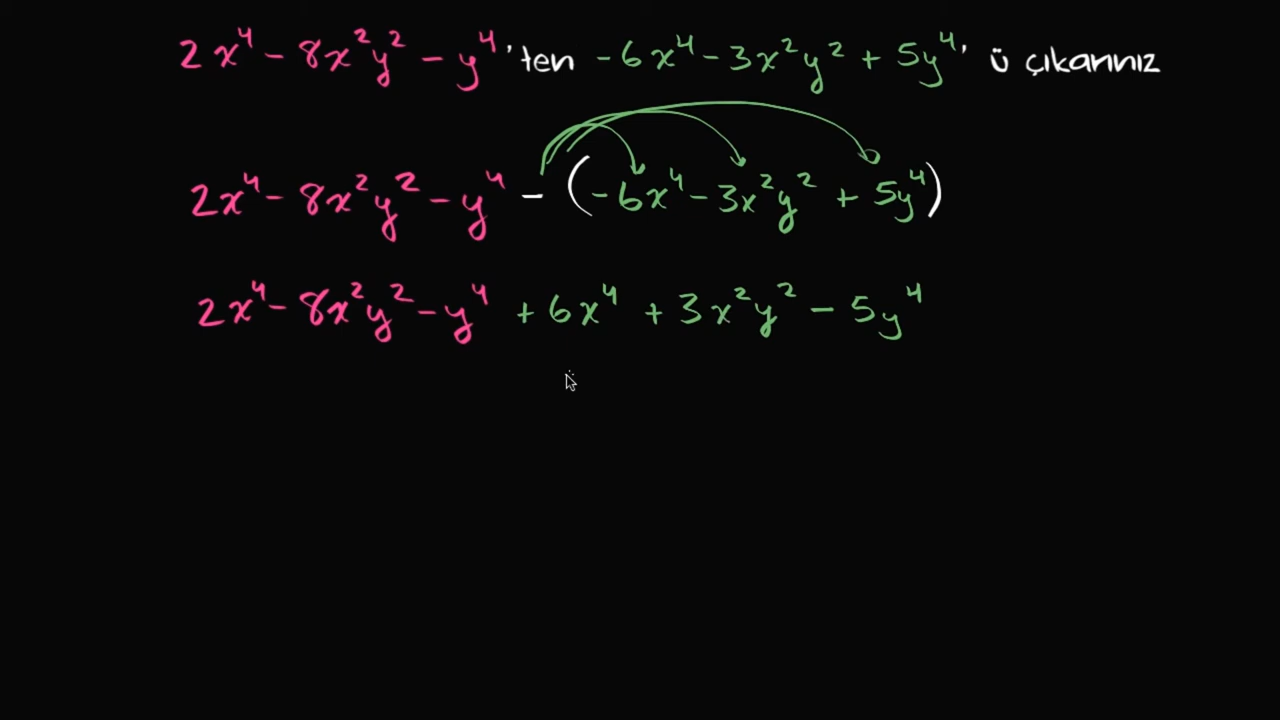 2x⁴ - 8x²y² - y⁴'ten -6x⁴ - 3x²y² + 5y⁴'ü çıkarınız
2x⁴ - 8x²y² - y⁴ - (-6x⁴ - 3x²y² + 5y⁴)
2x⁴ - 8x²y² - y⁴ + 6x⁴ + 3x²y² - 5y⁴